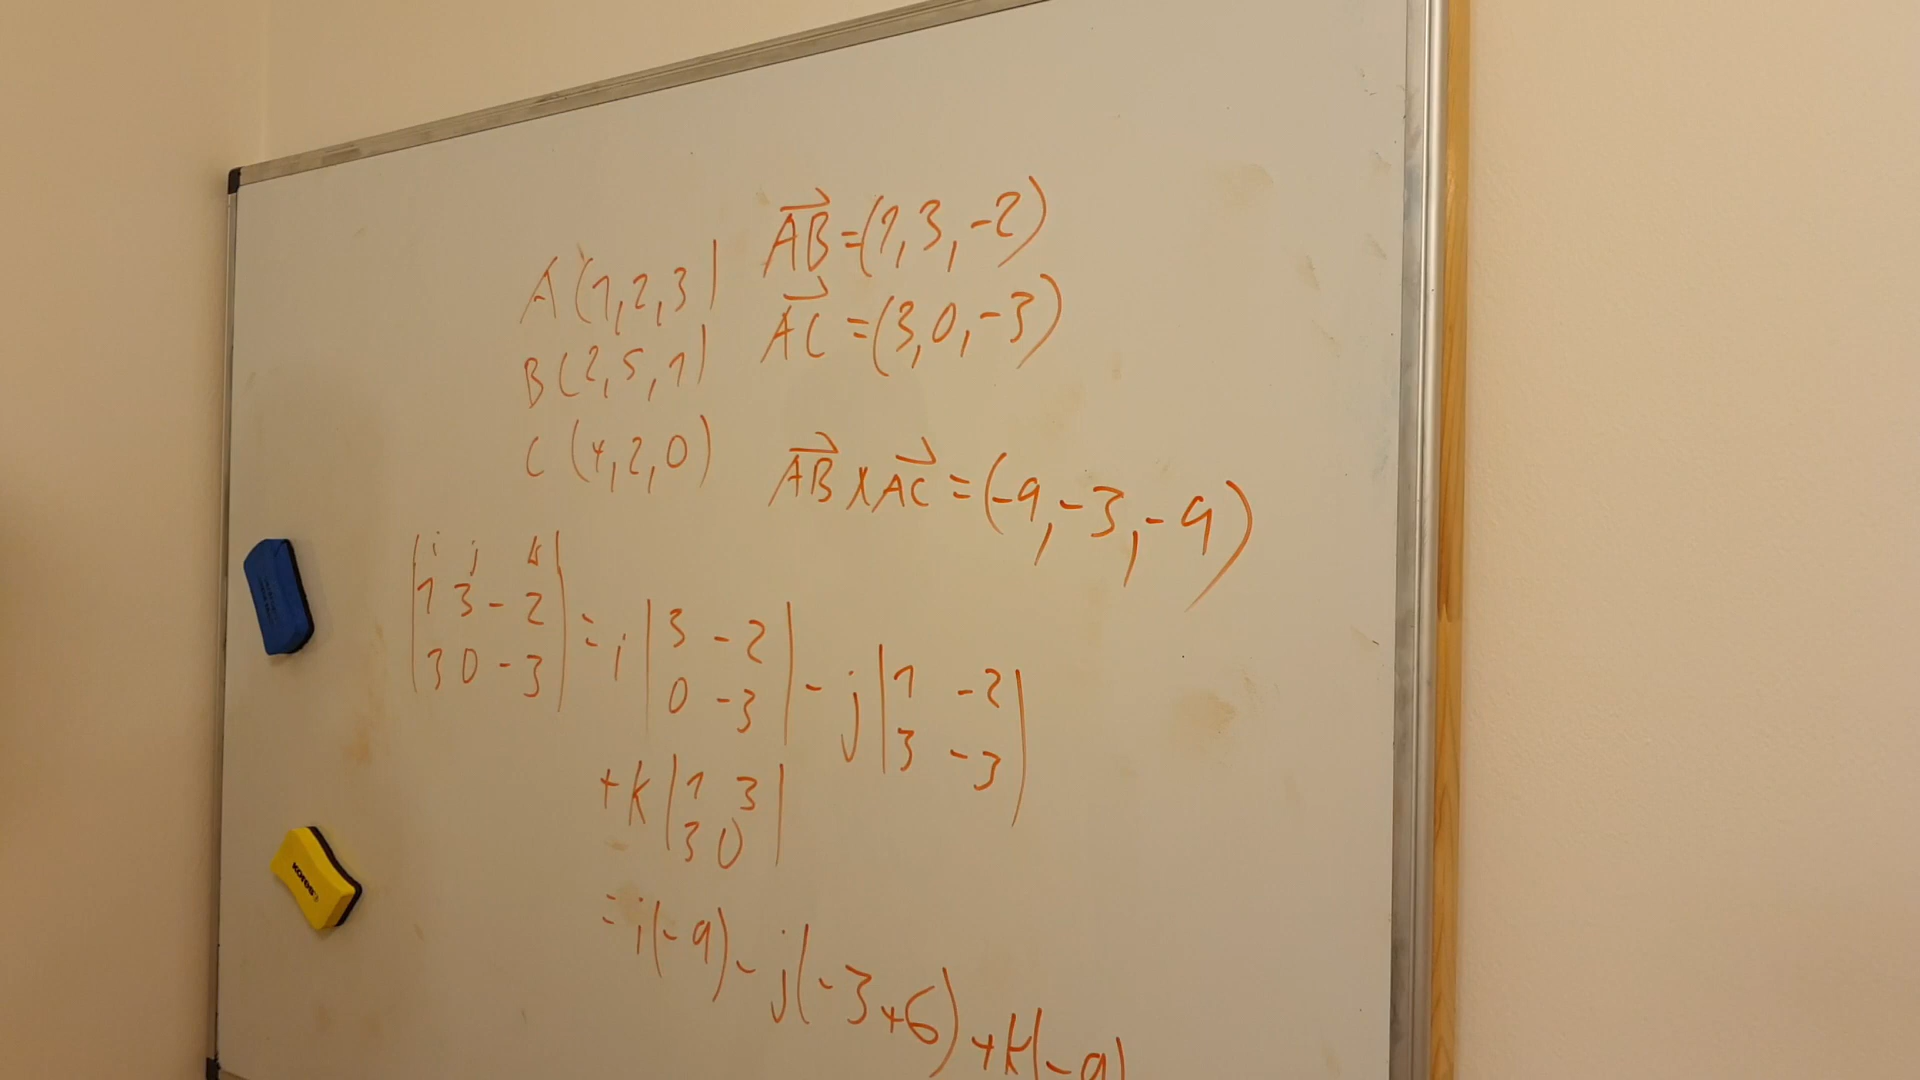 A(1,2,3)
B(2,5,1)
C(4,2,0)
AB=(1,3,-2)
AC=(3,0,-3)
AB×AC=(-9,-3,-9)
|i j k|
|1 3 -2|
|3 0 -3|
= i |3 -2| - j |1 -2|
|0 -3| |3 -3|
+k |1 3|
|3 0|
= i(-9) - j(-3+6) + k(-9)
kores